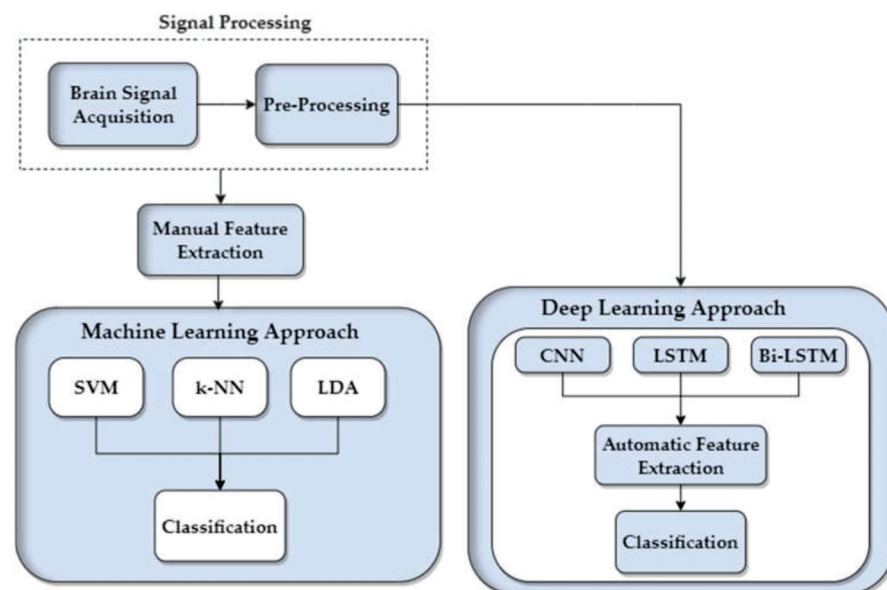 Signal Processing
Brain Signal
Acquisition
Pre-Processing
Manual Feature
Extraction
Machine Learning Approach
SVM
k-NN
LDA
Classification
Deep Learning Approach
CNN
LSTM
Bi-LSTM
Automatic Feature
Extraction
Classification